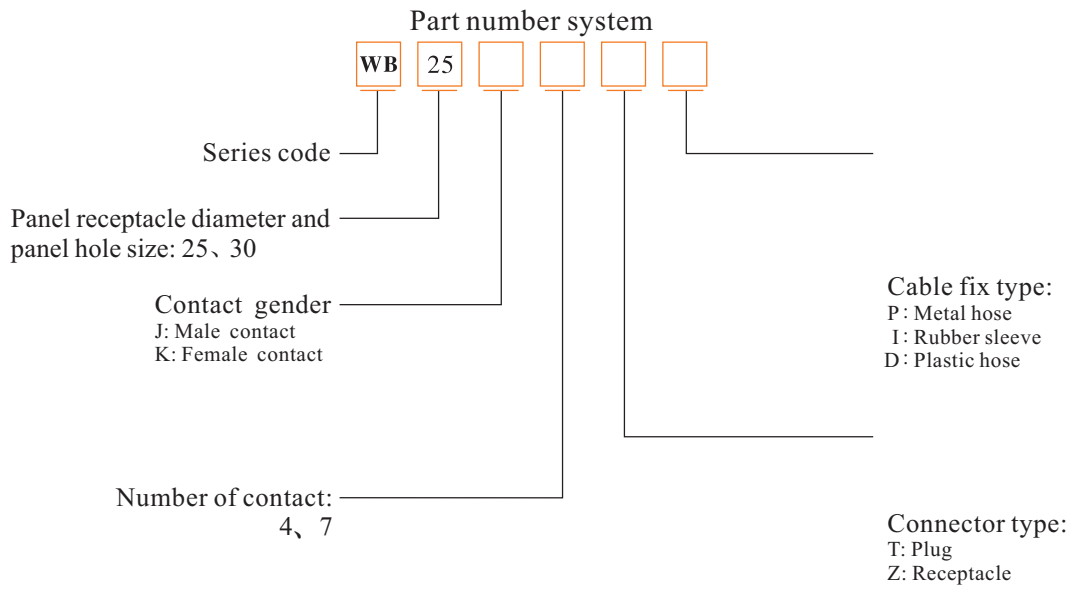 Part number system
WB 25
Series code
Panel receptacle diameter and
panel hole size: 25、30
Contact gender
J: Male contact
K: Female contact
Number of contact:
4、7
Cable fix type:
P：Metal hose
I：Rubber sleeve
D：Plastic hose
Connector type:
T: Plug
Z: Receptacle